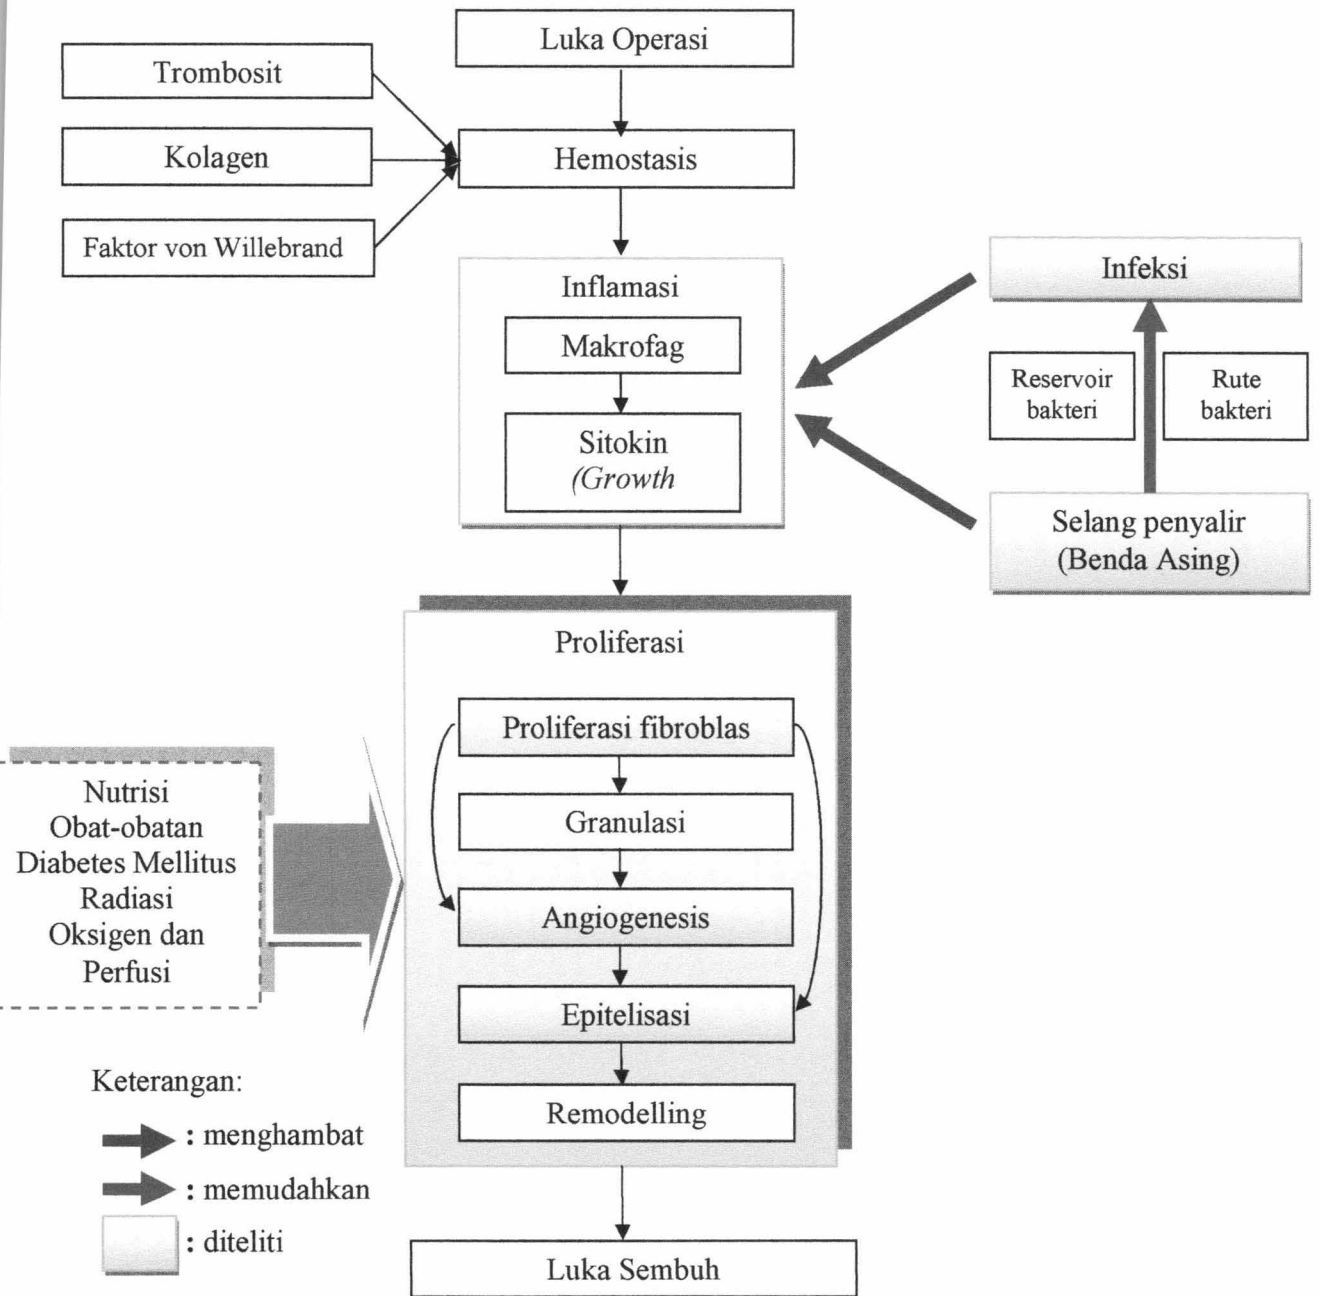 Luka Operasi
Trombosit
Kolagen
Faktor von Willebrand
Hemostasis
Inflamasi
Makrofag
Sitokin
(Growth
Infeksi
Reservoir
bakteri
Rute
bakteri
Selang penyalir
(Benda Asing)
Proliferasi
Proliferasi fibroblas
Granulasi
Angiogenesis
Epitelisasi
Remodelling
Nutrisi
Obat-obatan
Diabetes Mellitus
Radiasi
Oksigen dan
Perfusi
Keterangan:
: menghambat
: memudahkan
: diteliti
Luka Sembuh